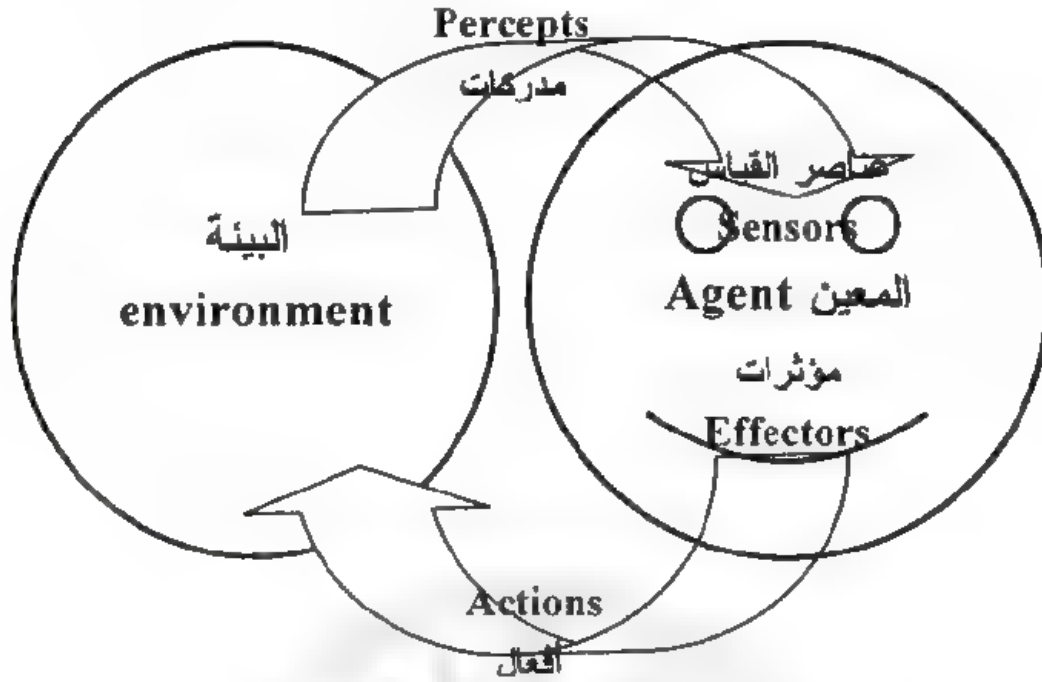 Percepts
مدركات
عناصر القياس
Sensors
البيئة
environment
Agent المعين
مؤثرات
Effectors
Actions
أفعال